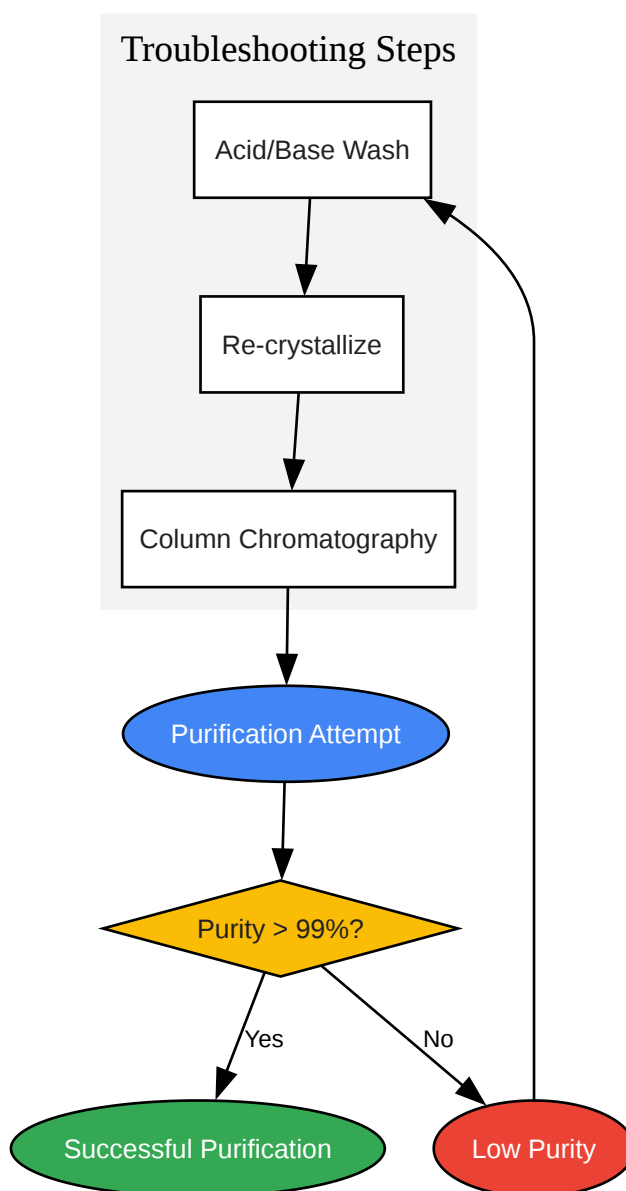 Troubleshooting Steps
Acid/Base Wash
Re-crystallize
Column Chromatography
Purification Attempt
Purity > 99%?
Yes
No
Successful Purification
Low Purity